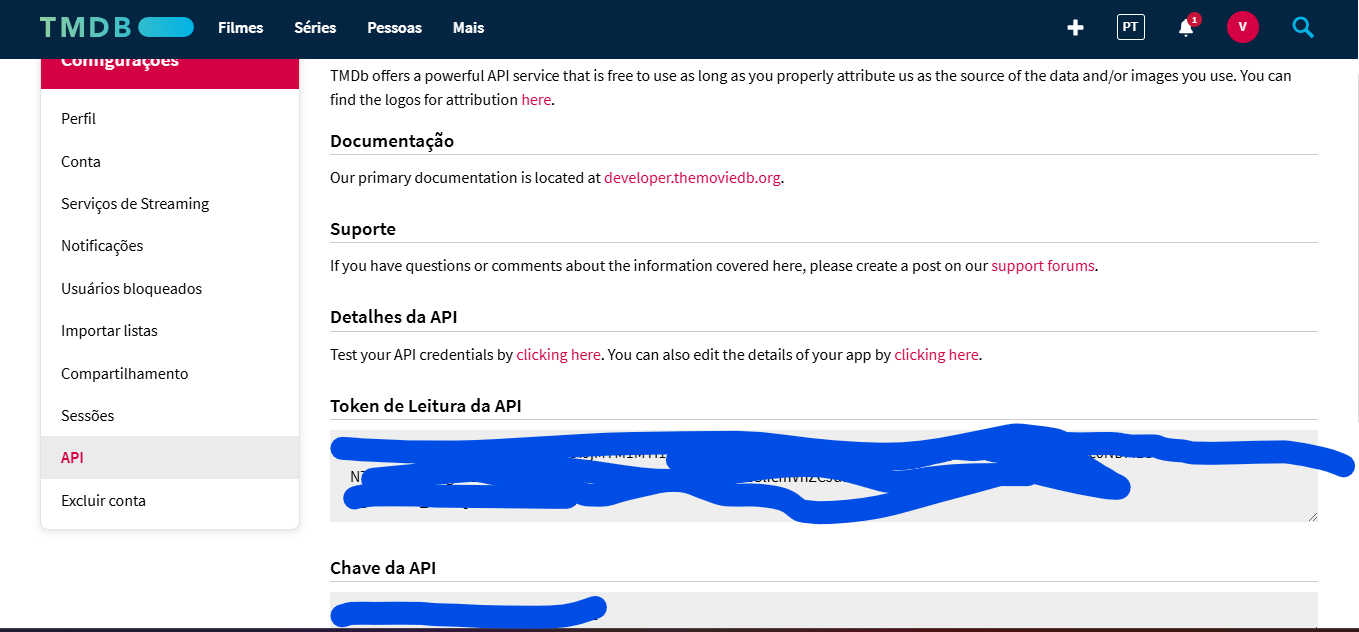 TMDB Filmes Séries Pessoas Mais PT 1 V
Configurações
Perfil
Conta
Serviços de Streaming
Notificações
Usuários bloqueados
Importar listas
Compartilhamento
Sessões
API
Excluir conta
TMDb offers a powerful API service that is free to use as long as you properly attribute us as the source of the data and/or images you use. You can
find the logos for attribution here.
Documentação
Our primary documentation is located at developer.themoviedb.org.
Suporte
If you have questions or comments about the information covered here, please create a post on our support forums.
Detalhes da API
Test your API credentials by clicking here. You can also edit the details of your app by clicking here.
Token de Leitura da API
Chave da API